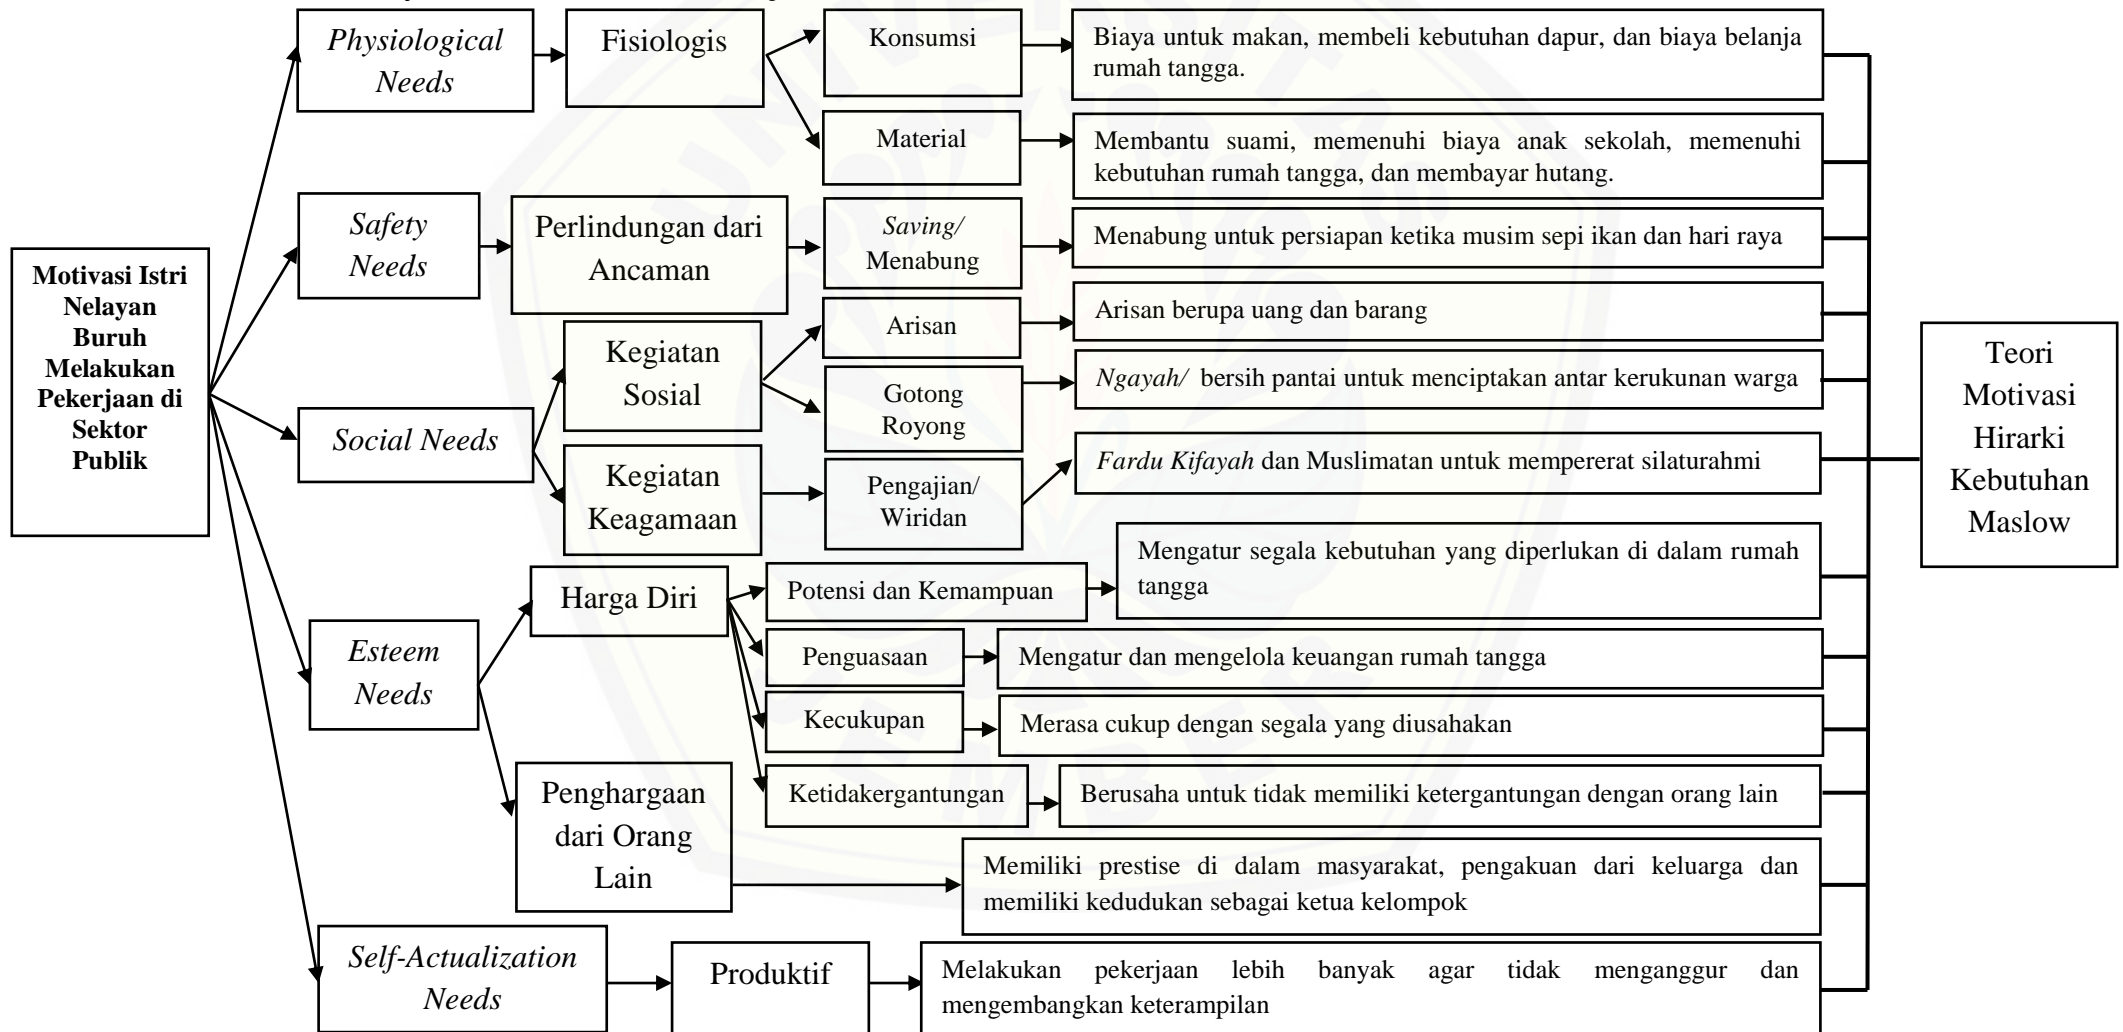 Motivasi Istri
Nelayan
Buruh
Melakukan
Pekerjaan di
Sektor
Publik
Physiological
Needs
Fisiologis
Konsumsi
Biaya untuk makan, membeli kebutuhan dapur, dan biaya belanja
rumah tangga.
Material
Membantu suami, memenuhi biaya anak sekolah, memenuhi
kebutuhan rumah tangga, dan membayar hutang.
Safety
Needs
Perlindungan dari
Ancaman
Saving/
Menabung
Menabung untuk persiapan ketika musim sepi ikan dan hari raya
Social Needs
Kegiatan
Sosial
Arisan
Arisan berupa uang dan barang
Gotong
Royong
Ngayah/ bersih pantai untuk menciptakan antar kerukunan warga
Kegiatan
Keagamaan
Pengajian/
Wiridan
Fardu Kifayah dan Muslimatan untuk mempererat silaturahmi
Esteem
Needs
Harga Diri
Potensi dan Kemampuan
Mengatur segala kebutuhan yang diperlukan di dalam rumah
tangga
Penguasaan
Mengatur dan mengelola keuangan rumah tangga
Kecukupan
Merasa cukup dengan segala yang diusahakan
Ketidakergantungan
Berusaha untuk tidak memiliki ketergantungan dengan orang lain
Penghargaan
dari Orang
Lain
Memiliki prestise di dalam masyarakat, pengakuan dari keluarga dan
memiliki kedudukan sebagai ketua kelompok
Self-Actualization
Needs
Produktif
Melakukan pekerjaan lebih banyak agar tidak menganggur dan
mengembangkan keterampilan
Teori
Motivasi
Hirarki
Kebutuhan
Maslow
UNIVERSITAS
JEMBER